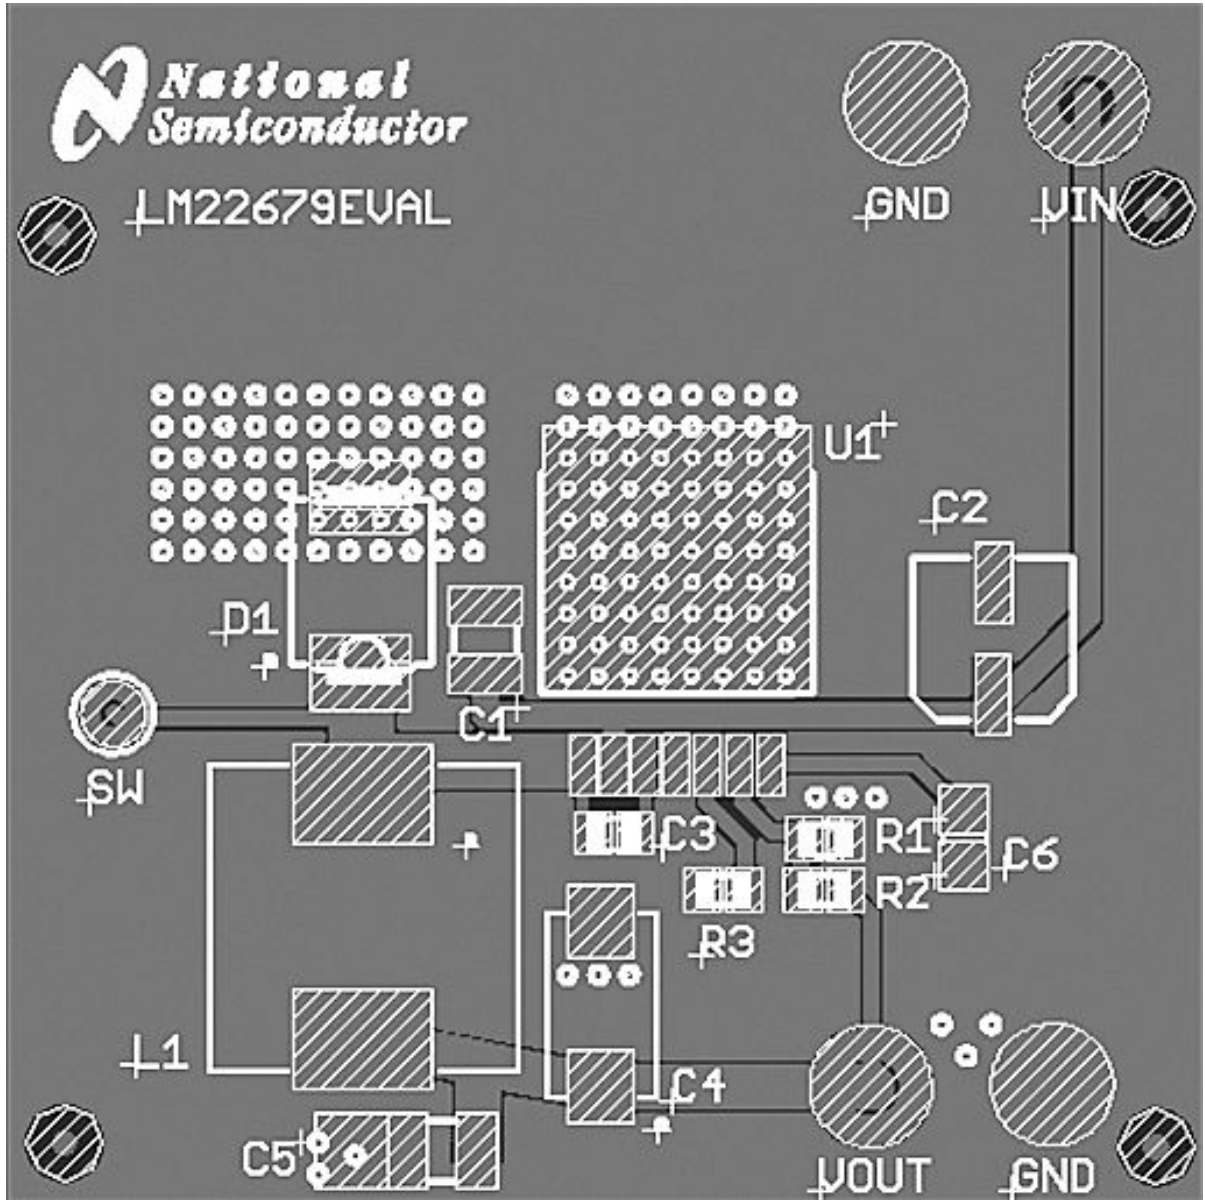 National
Semiconductor
LM22679EVAL
GND
VIN
U1
C2
D1
C1
SW
C3
R1
C6
R2
R3
L1
C4
C5
VOUT
GND